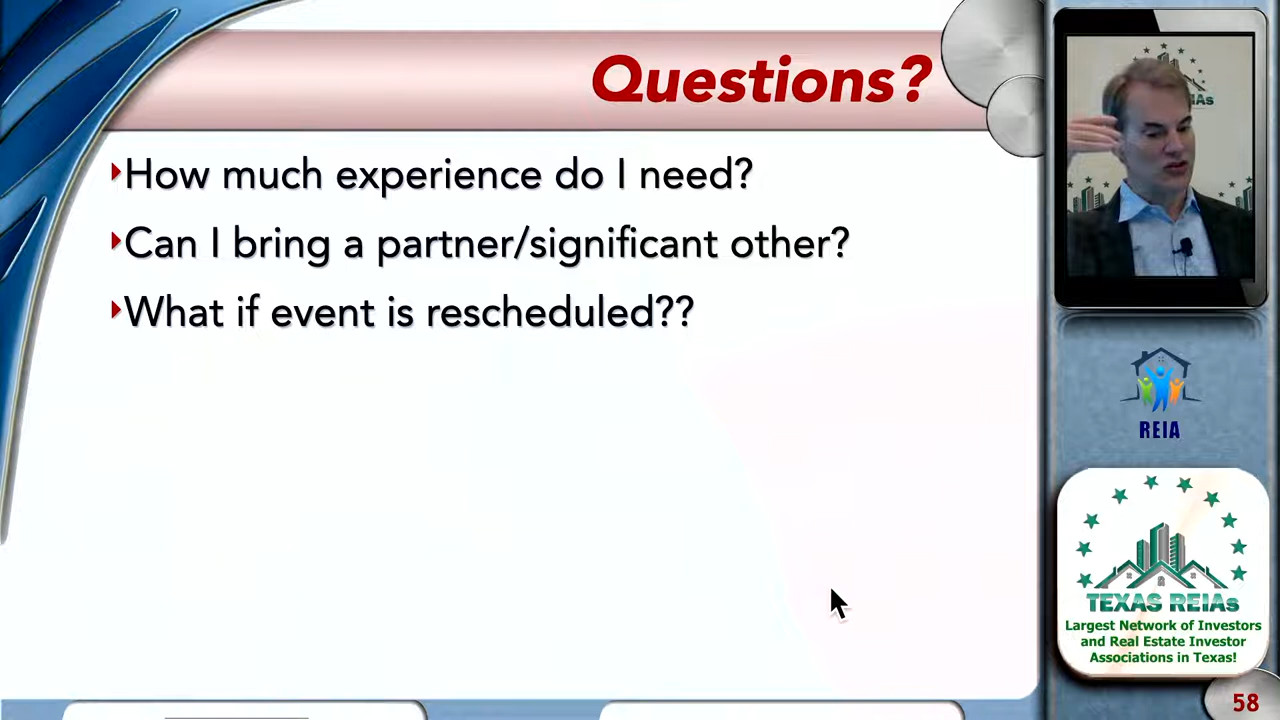 Questions?
How much experience do I need?
Can I bring a partner/significant other?
What if event is rescheduled??
REIA
TEXAS REIAs
Largest Network of Investors
and Real Estate Investor
Associations in Texas!
58